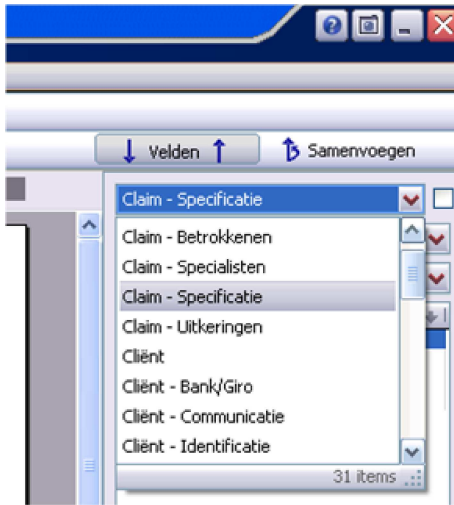 Velden
Samenvoegen
Claim - Specificatie
Claim - Betrokkenen
Claim - Specialisten
Claim - Specificatie
Claim - Uitkeringen
Cliënt
Cliënt - Bank/Giro
Cliënt - Communicatie
Cliënt - Identificatie
31 items